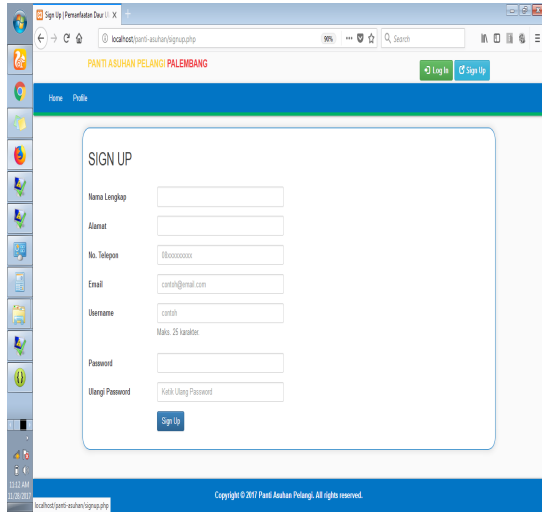 Sign Up | Pemanfaatan Daur Ul X
localhost/panti-asuhan/signup.php
90%
Search
PANTI ASUHAN PELANGI PALEMBANG
Log In
Sign Up
Home Profile
SIGN UP
Nama Lengkap
Alamat
No. Telepon 08xxxxxxxxxx
Email contoh@email.com
Username contoh
Maks. 25 karakter.
Password
Ulangi Password Ketik Ulang Password
Sign Up
Copyright © 2017 Panti Asuhan Pelangi. All rights reserved.
11:12 AM
11/28/2017
localhost/panti-asuhan/signup.php